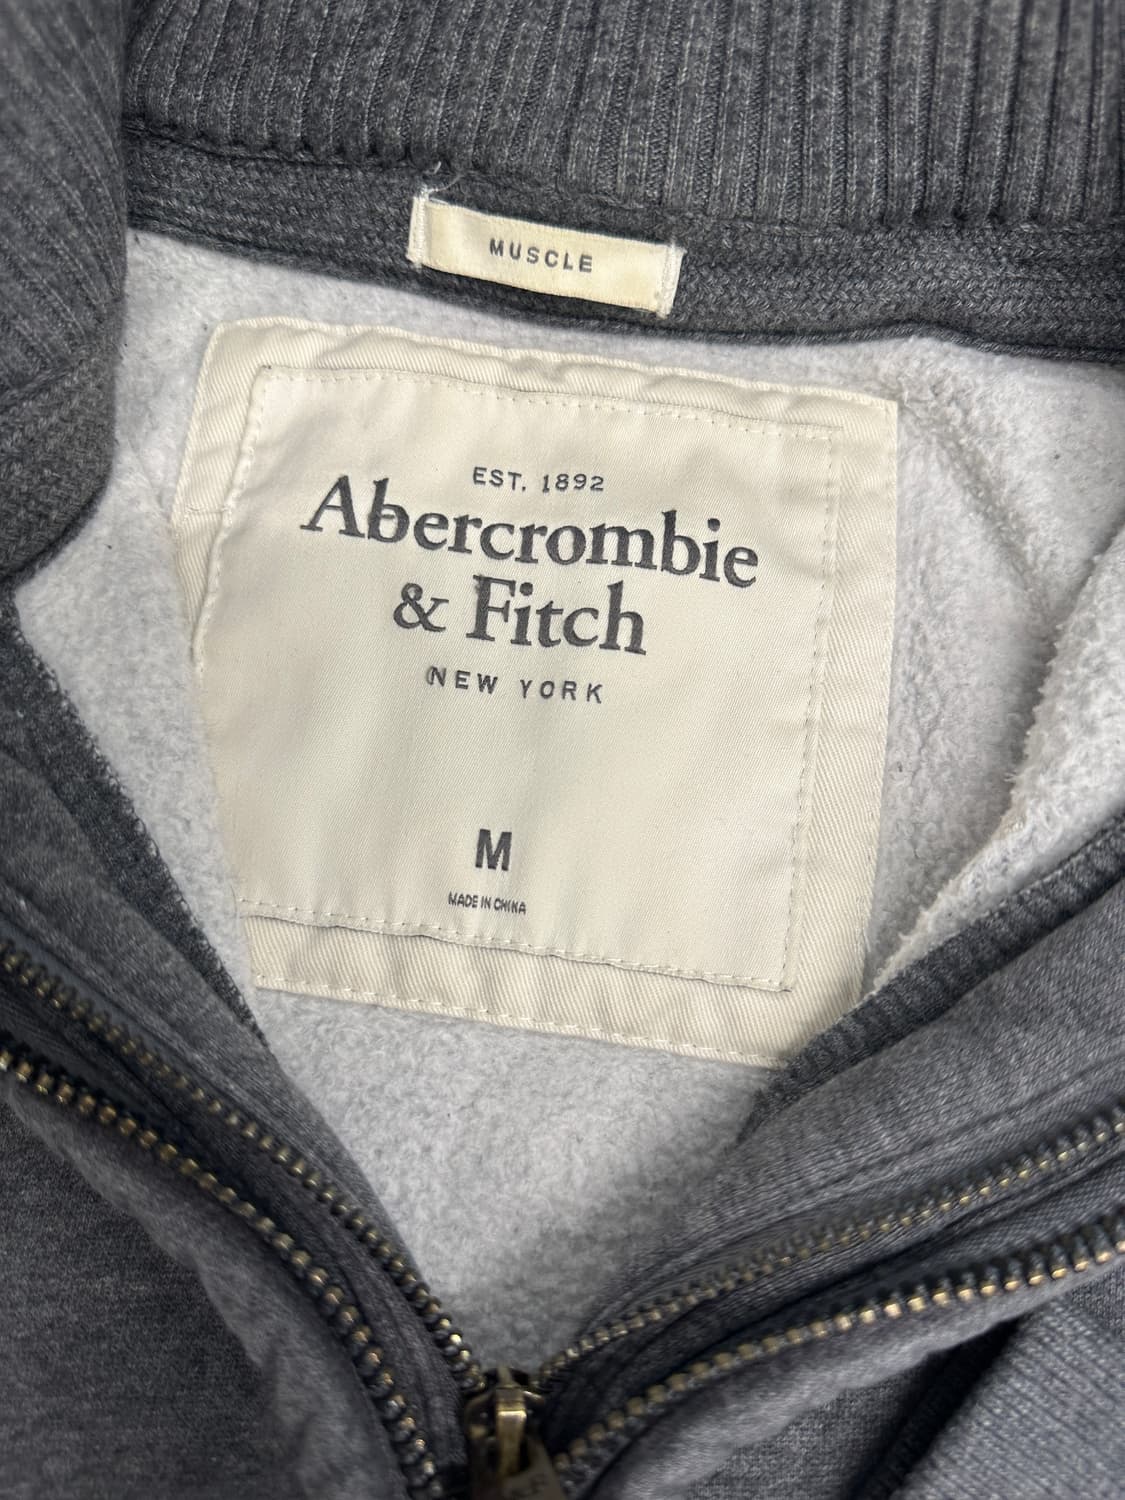 MUSCLE
EST. 1892
Abercrombie
& Fitch
NEW YORK
M
MADE IN CHINA